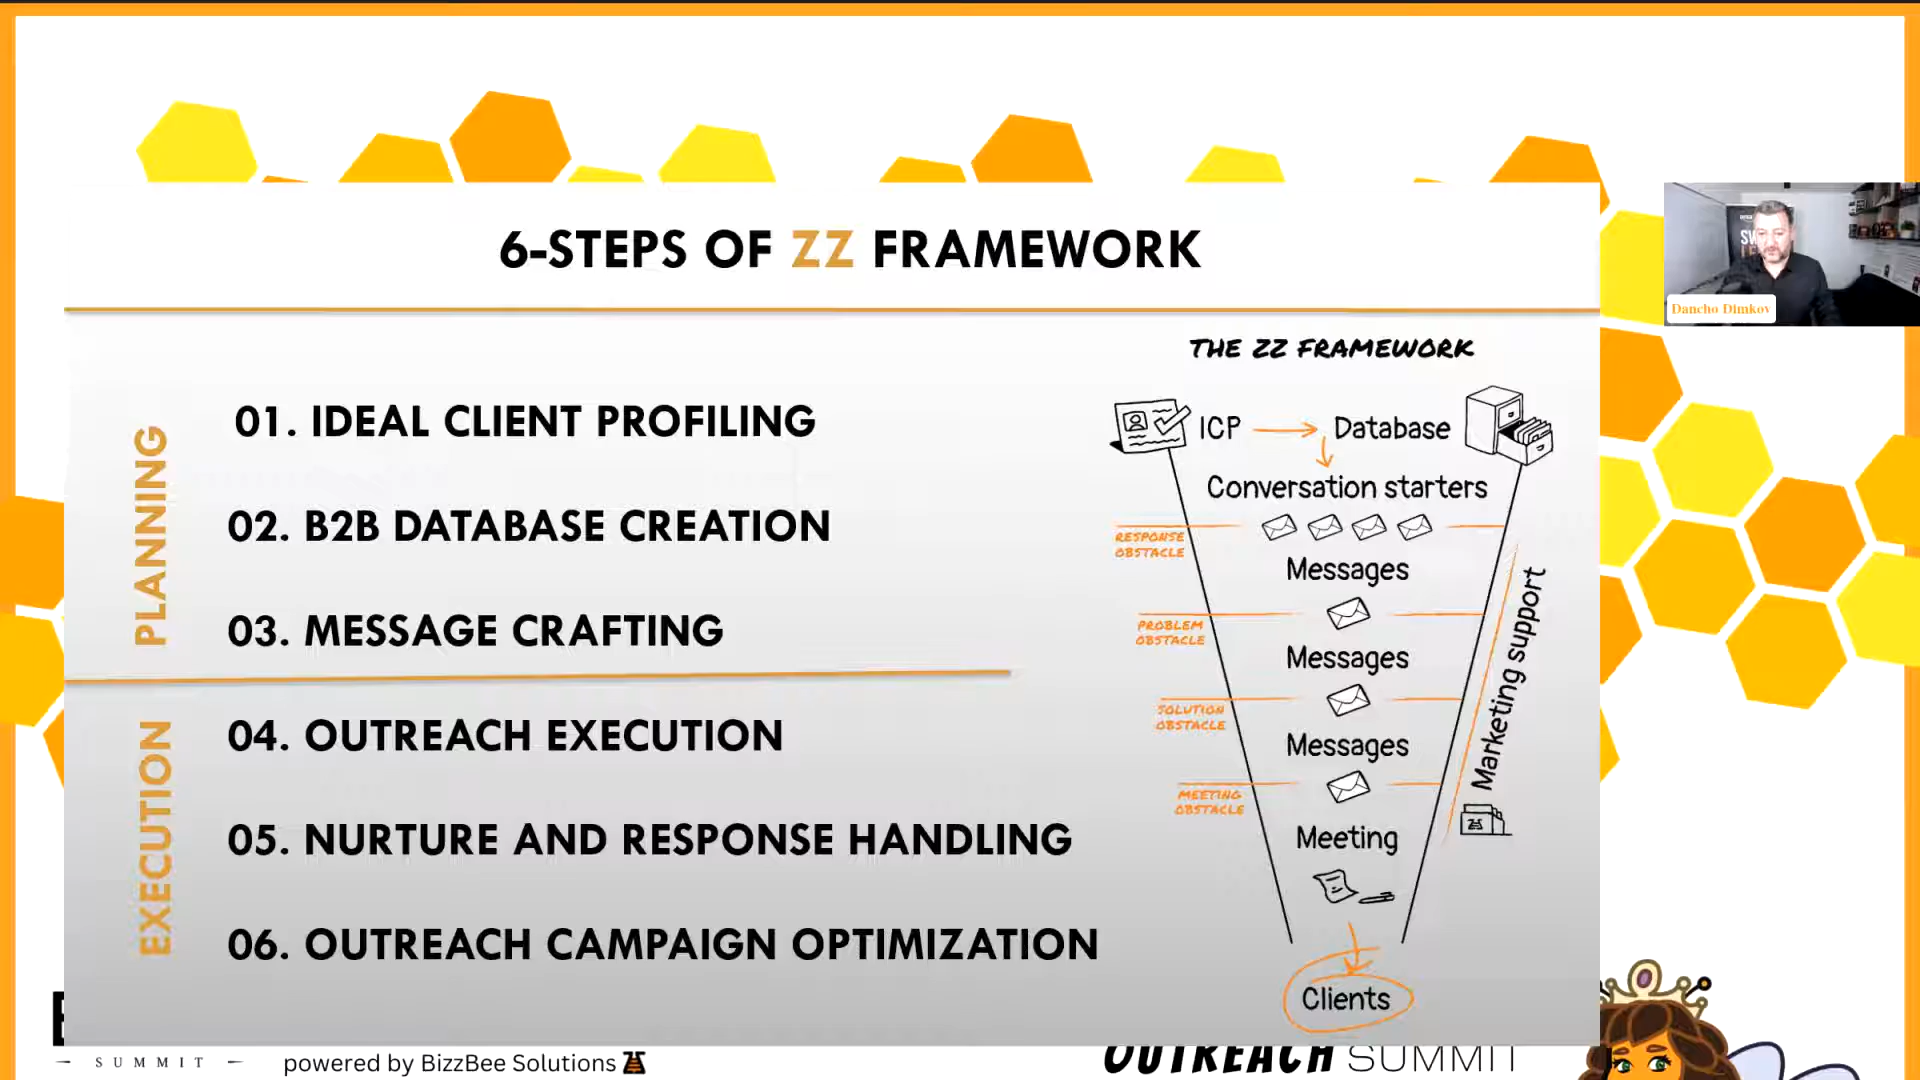 6-STEPS OF ZZ FRAMEWORK
Dancho Dimkov
PLANNING
01. IDEAL CLIENT PROFILING
02. B2B DATABASE CREATION
03. MESSAGE CRAFTING
EXECUTION
04. OUTREACH EXECUTION
05. NURTURE AND RESPONSE HANDLING
06. OUTREACH CAMPAIGN OPTIMIZATION
THE ZZ FRAMEWORK
ICP
Database
Conversation starters
RESPONSE
OBSTACLE
Messages
PROBLEM
OBSTACLE
Messages
SOLUTION
OBSTACLE
Messages
MEETING
OBSTACLE
Meeting
Marketing support
ZZ
Clients
SUMMIT
powered by BizzBee Solutions
OUTREACH SUMMIT